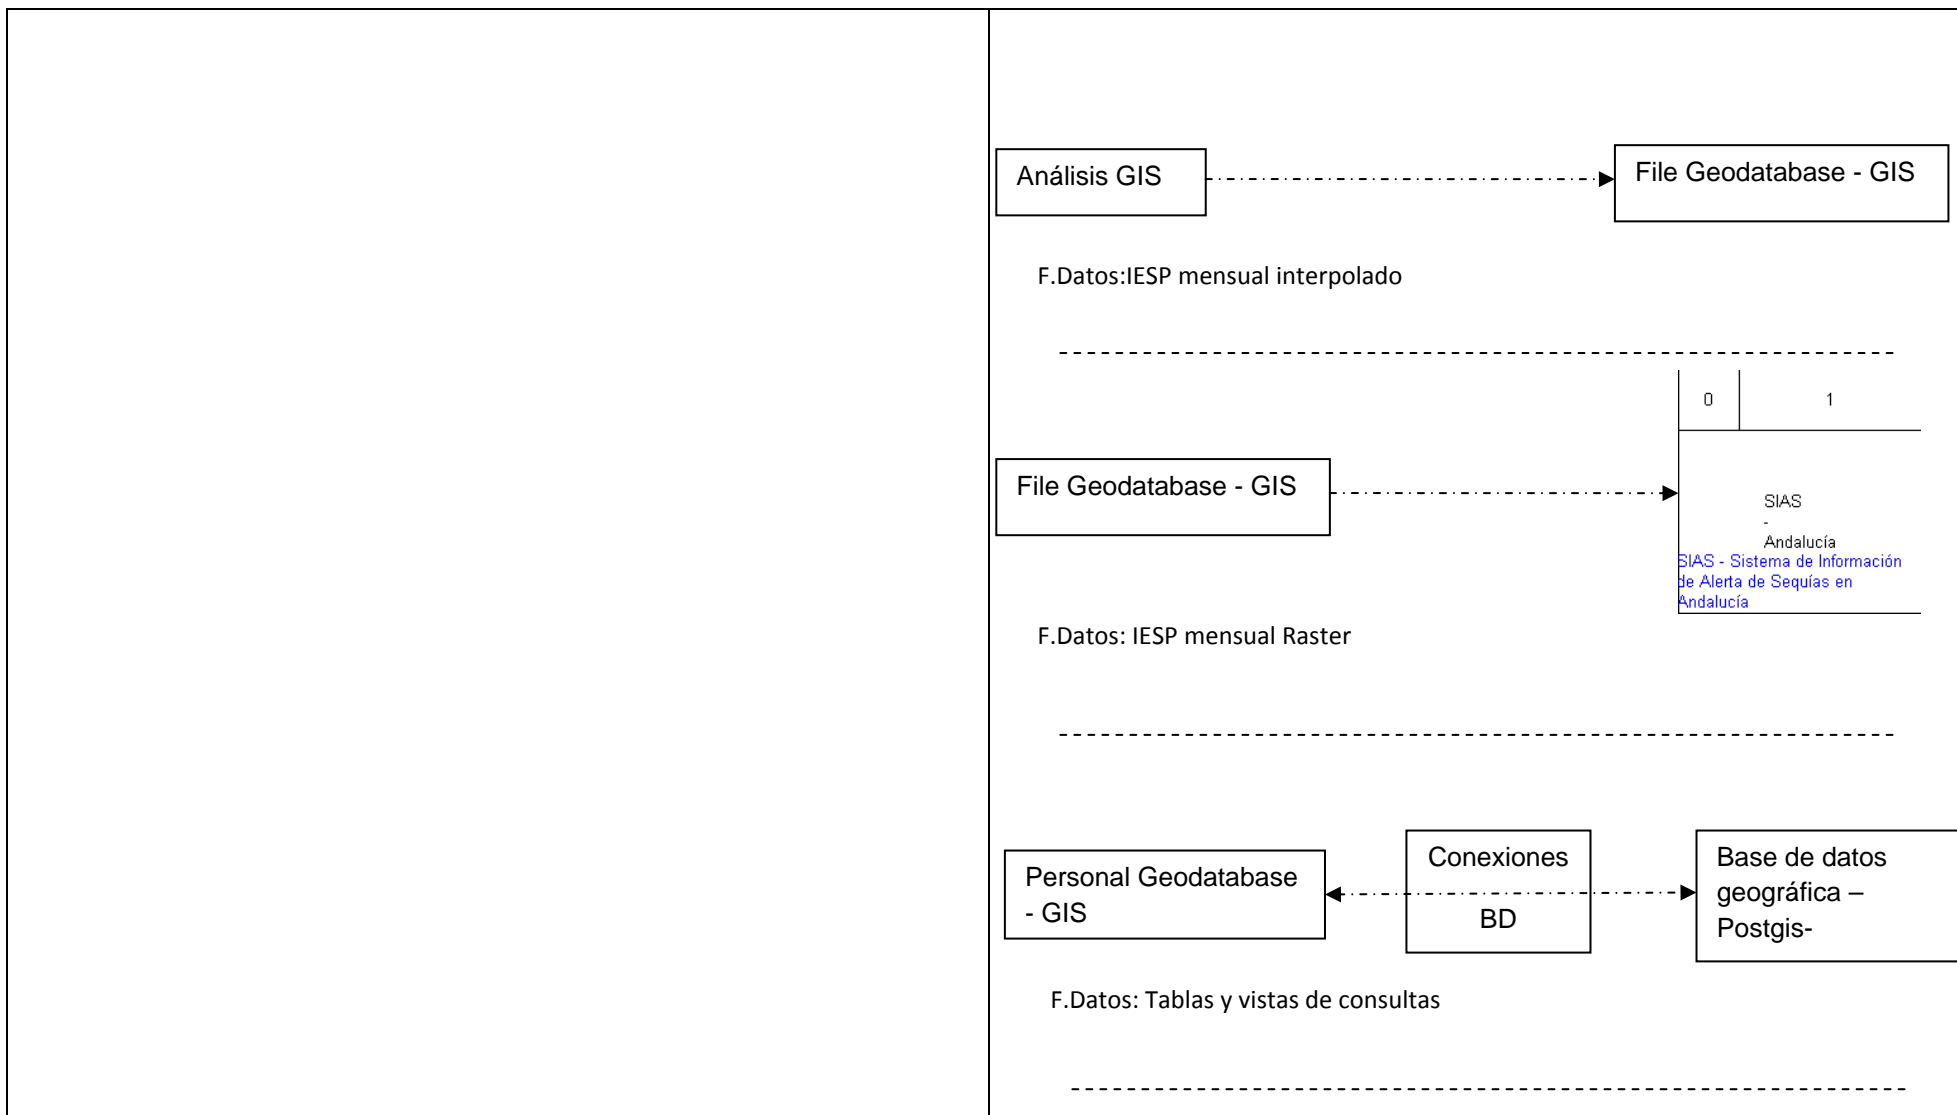 Análisis GIS
File Geodatabase - GIS
F.Datos:IESP mensual interpolado
0
1
File Geodatabase - GIS
SIAS
-
Andalucía
SIAS - Sistema de Información
de Alerta de Sequías en
Andalucía
F.Datos: IESP mensual Raster
Personal Geodatabase
- GIS
Conexiones
BD
Base de datos
geográfica –
Postgis-
F.Datos: Tablas y vistas de consultas